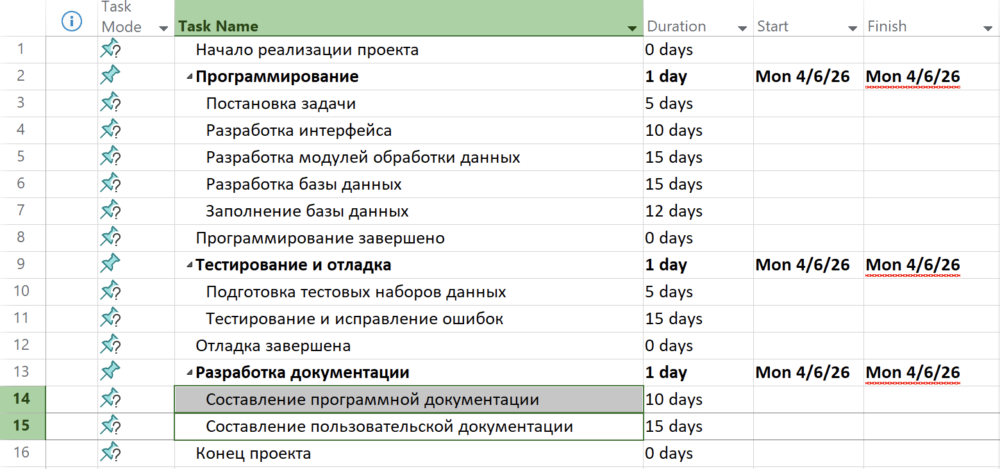 Task Mode Task Name Duration Start Finish
1 Начало реализации проекта 0 days
2 Программирование 1 day Mon 4/6/26 Mon 4/6/26
3 Постановка задачи 5 days
4 Разработка интерфейса 10 days
5 Разработка модулей обработки данных 15 days
6 Разработка базы данных 15 days
7 Заполнение базы данных 12 days
8 Программирование завершено 0 days
9 Тестирование и отладка 1 day Mon 4/6/26 Mon 4/6/26
10 Подготовка тестовых наборов данных 5 days
11 Тестирование и исправление ошибок 15 days
12 Отладка завершена 0 days
13 Разработка документации 1 day Mon 4/6/26 Mon 4/6/26
14 Составление программной документации 10 days
15 Составление пользовательской документации 15 days
16 Конец проекта 0 days